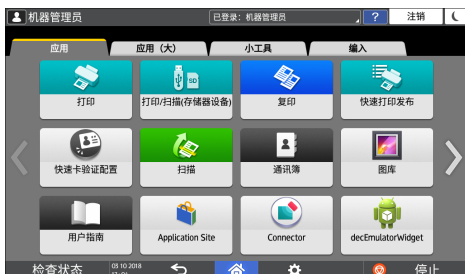 机器管理员
已登录：机器管理员
?
注销
应用
应用（大）
小工具
编入
打印
打印/扫描(存储器设备)
复印
快速打印发布
快速卡验证配置
扫描
通讯簿
图库
用户指南
Application Site
Connector
decEmulatorWidget
检查状态
03 10 2018
停止